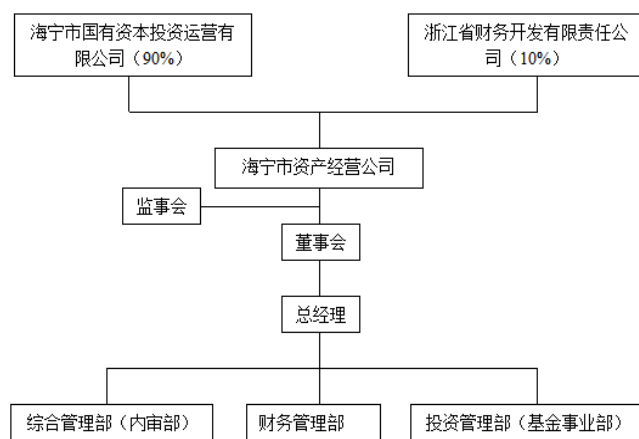 海宁市国有资本投资运营有
限公司（90%）
浙江省财务开发有限责任公
司（10%）
海宁市资产经营公司
监事会
董事会
总经理
综合管理部（内审部）
财务管理部
投资管理部（基金事业部）